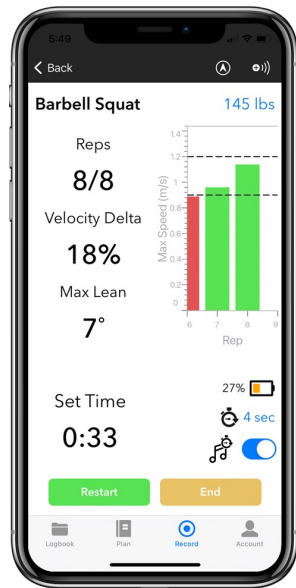 5:49
Back
Barbell Squat
145 lbs
Reps
8/8
Velocity Delta
18%
Max Lean
7°
Max Speed (m/s)
1.4
1.2
1
0.8
0.6
0.4
0.2
0
6 7 8 9
Rep
27%
Set Time
4 sec
0:33
Restart
End
Logbook
Plan
Record
Account